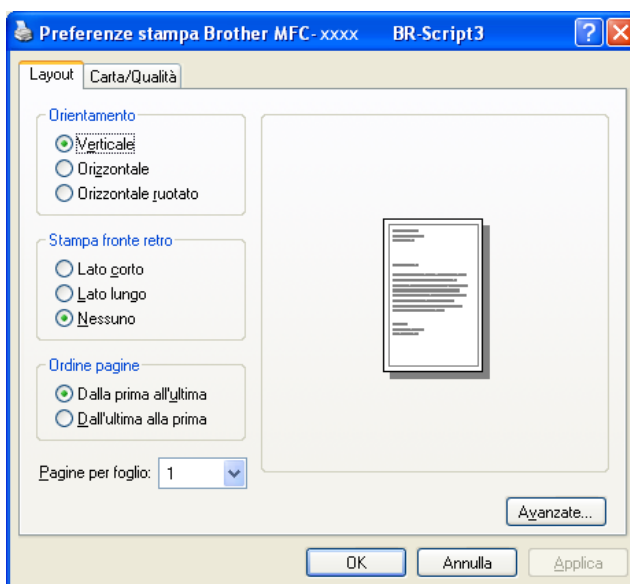 Preferenze stampa Brother MFC- xxxx BR-Script3
Layout
Carta/Qualità
Orientamento
Verticale
Orizzontale
Orizzontale ruotato
Stampa fronte retro
Lato corto
Lato lungo
Nessuno
Ordine pagine
Dalla prima all'ultima
Dall'ultima alla prima
Pagine per foglio: 1
Avanzate...
OK
Annulla
Applica